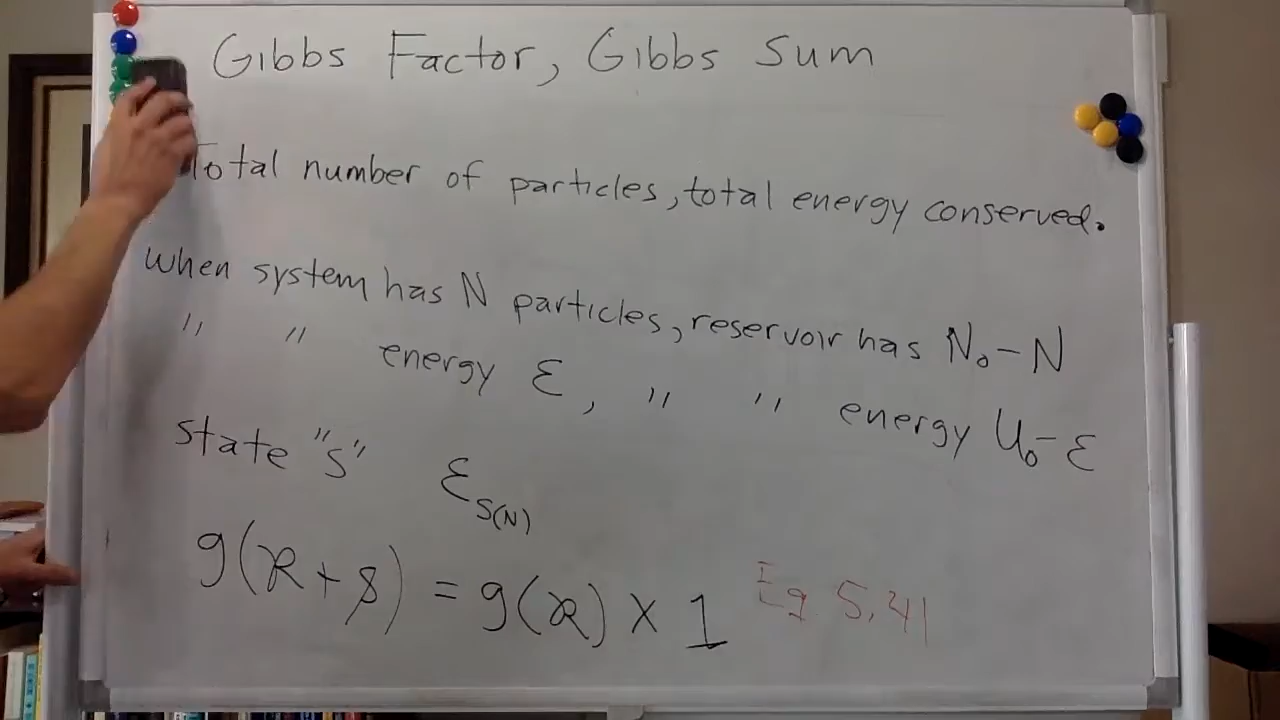 Gibbs Factor, Gibbs Sum
Total number of particles, total energy conserved.
When system has N particles, reservoir has N₀-N
" " energy ε, " " energy U₀-ε
state "s" ε_S(N)
g(R+S) = g(R) × 1 Eq. 5.41